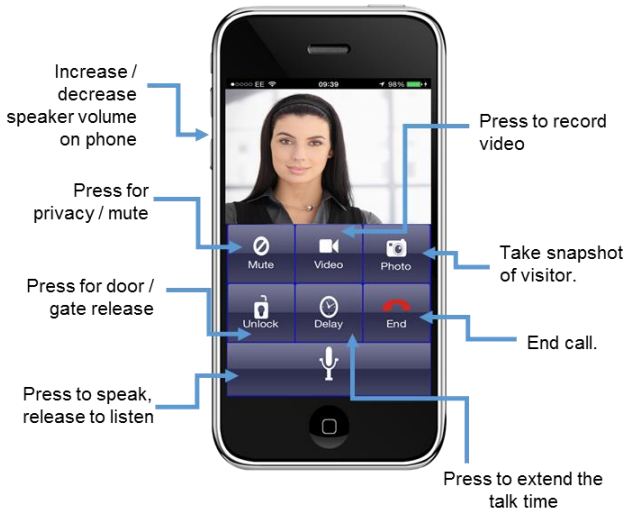 Increase /
decrease
speaker volume
on phone
Press for
privacy / mute
Press for door /
gate release
Press to speak,
release to listen
EE 09:39 98%
Mute Video Photo
Unlock Delay End
Press to record
video
Take snapshot
of visitor.
End call.
Press to extend the
talk time